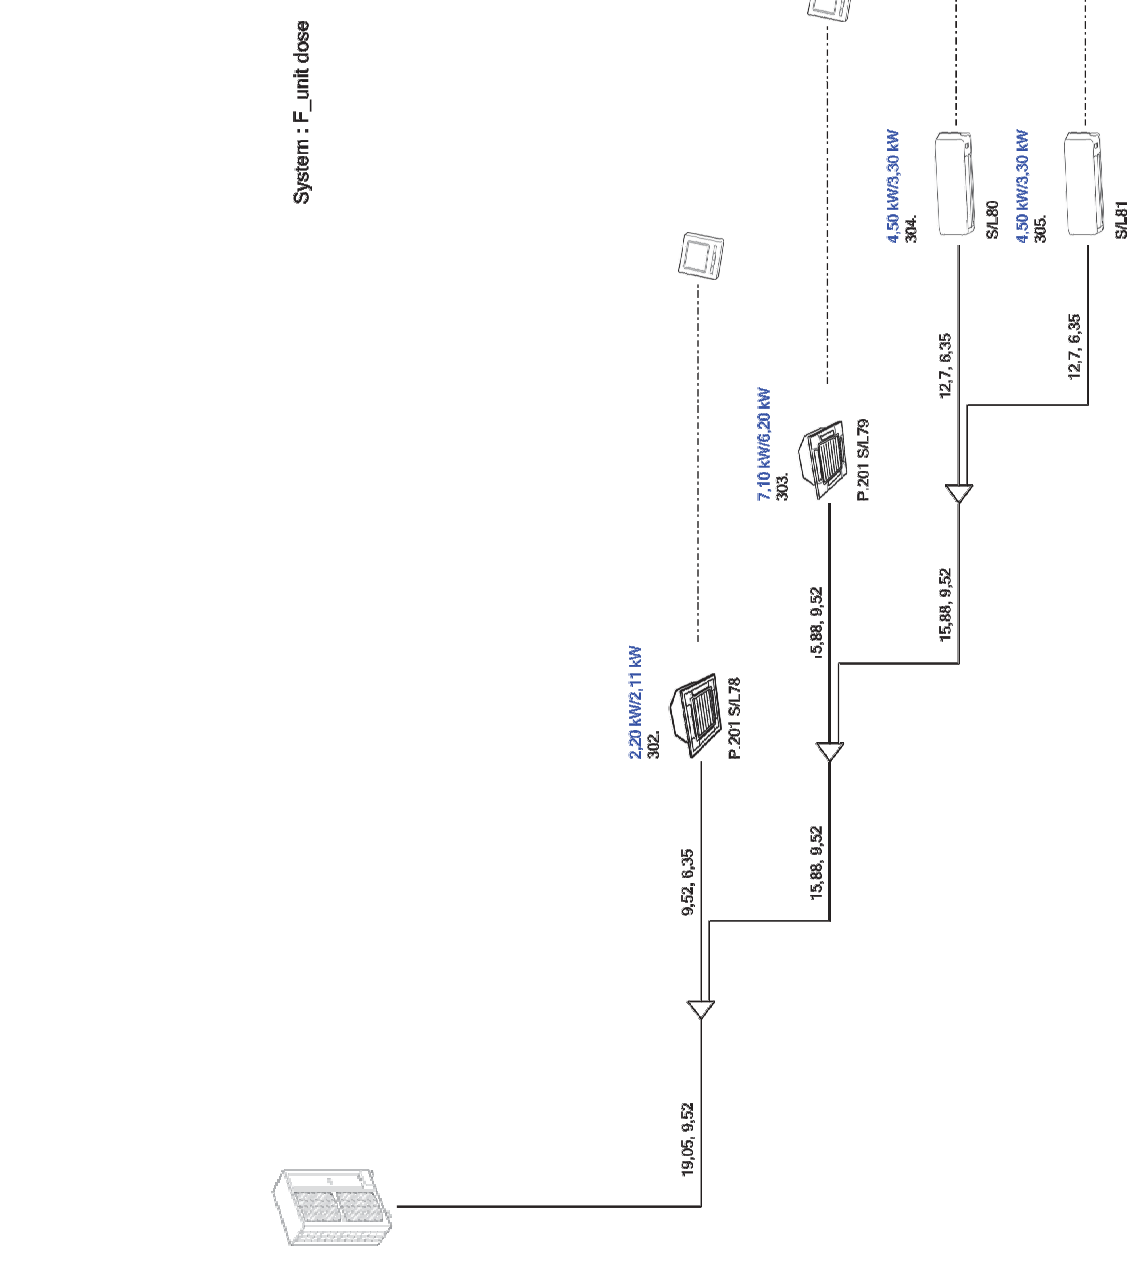 System : F_unit dose
19,05, 9,52
9,52, 6,35
2,20 kW/2,11 kW
302.
P.201 S/L78
15,88, 9,52
5,88, 9,52
7,10 kW/6,20 kW
303.
P.201 S/L79
15,88, 9,52
12,7, 6,35
4,50 kW/3,30 kW
304.
S/L80
12,7, 6,35
4,50 kW/3,30 kW
305.
S/L81